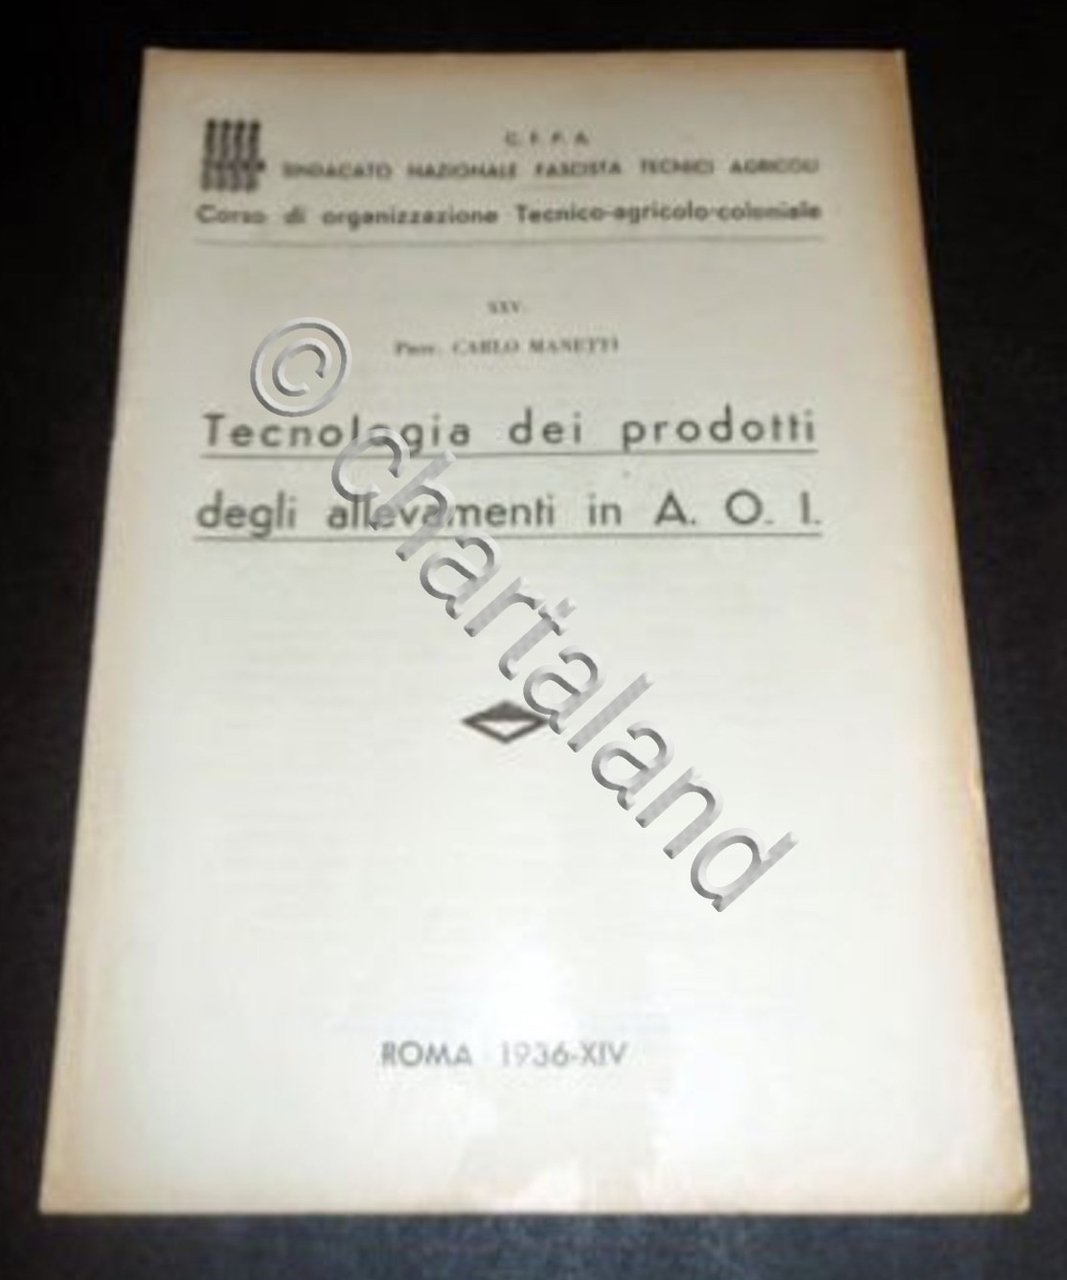 C. F. P. A.
SINDACATO NAZIONALE FASCISTA TECNICI AGRICOLI
Corso di organizzazione Tecnico-agricolo-coloniale
XXV.
PROF. CARLO MANETTI
Tecnologia dei prodotti
degli allevamenti in A. O. I.
© chartaland
ROMA 1936-XIV